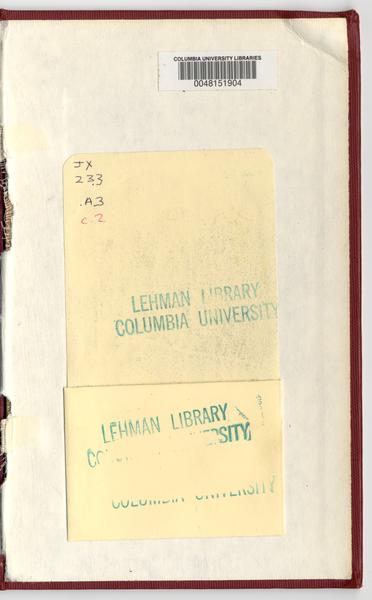 COLUMBIA UNIVERSITY LIBRARIES
0048151904
JX
233
.A3
c.2
LEHMAN LIBRARY
COLUMBIA UNIVERSITY
LEHMAN LIBRARY
COLUMBIA UNIVERSITY